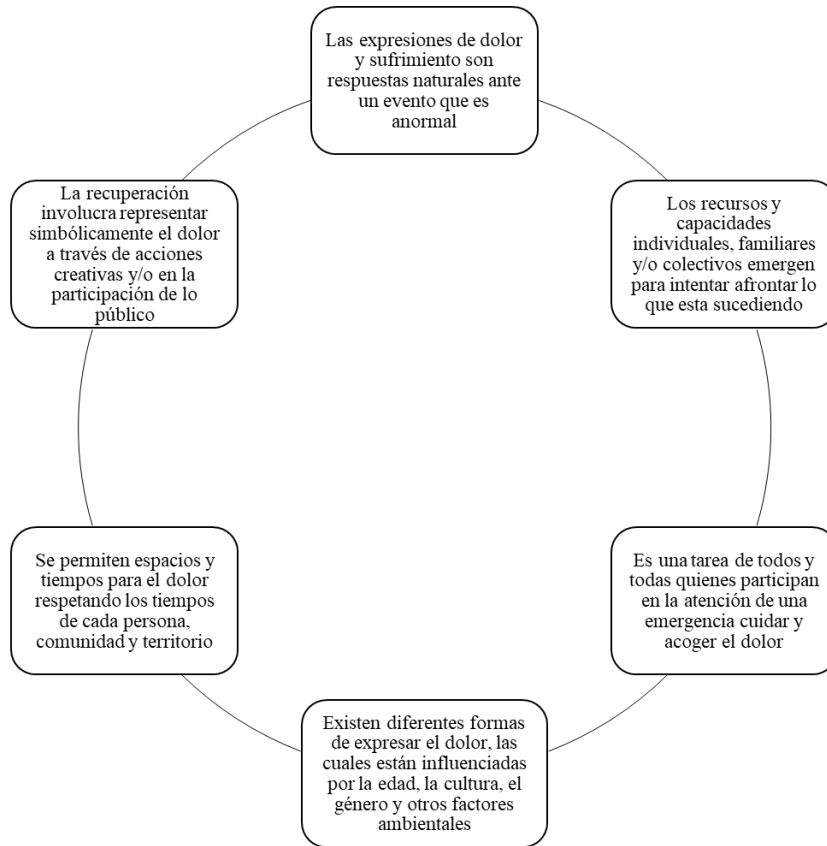 Las expresiones de dolor
y sufrimiento son
respuestas naturales ante
un evento que es
anormal
Los recursos y
capacidades
individuales, familiares
y/o colectivos emergen
para intentar afrontar lo
que esta sucediendo
Es una tarea de todos y
todas quienes participan
en la atención de una
emergencia cuidar y
acoger el dolor
Existen diferentes formas
de expresar el dolor, las
cuales están influenciadas
por la edad, la cultura, el
género y otros factores
ambientales
Se permiten espacios y
tiempos para el dolor
respetando los tiempos
de cada persona,
comunidad y territorio
La recuperación
involucra representar
simbólicamente el dolor
a través de acciones
creativas y/o en la
participación de lo
público